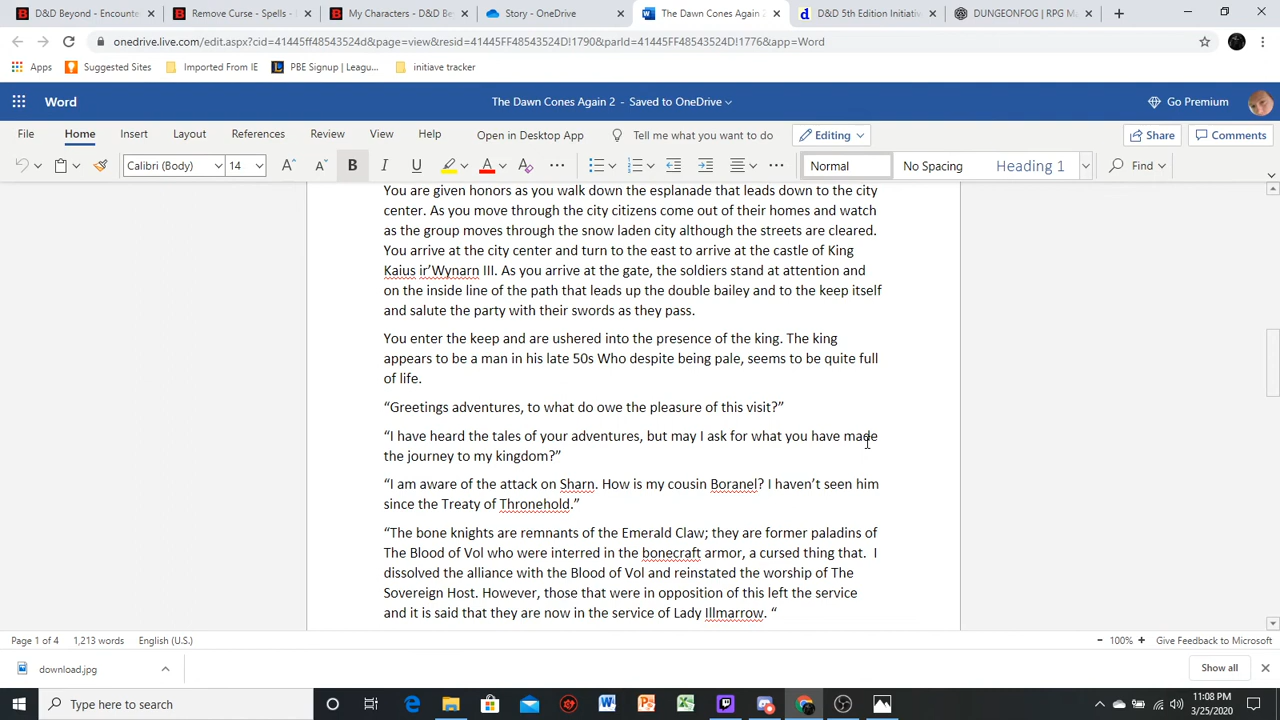 D&D Beyond - Encounte
Remove Curse - Spells -
My Characters - D&D Be
Story - OneDrive
The Dawn Cones Again 2
D&D 5th Edition Initiativ
DUNGEONFOG | RPG M
onedrive.live.com/edit.aspx?cid=41445ff48543524d&page=view&resid=41445FF48543524D!1790&parId=41445FF48543524D!1776&app=Word
Apps
Suggested Sites
Imported From IE
PBE Signup | Leagu...
initiave tracker
Word
The Dawn Cones Again 2 - Saved to OneDrive
Go Premium
File
Home
Insert
Layout
References
Review
View
Help
Open in Desktop App
Tell me what you want to do
Editing
Share
Comments
Calibri (Body)
14
A
A
B
I
U
A
Normal
No Spacing
Heading 1
Find
You are given honors as you walk down the esplanade that leads down to the city
center. As you move through the city citizens come out of their homes and watch
as the group moves through the snow laden city although the streets are cleared.
You arrive at the city center and turn to the east to arrive at the castle of King
Kaius ir’Wynarn III. As you arrive at the gate, the soldiers stand at attention and
on the inside line of the path that leads up the double bailey and to the keep itself
and salute the party with their swords as they pass.
You enter the keep and are ushered into the presence of the king. The king
appears to be a man in his late 50s Who despite being pale, seems to be quite full
of life.
“Greetings adventures, to what do owe the pleasure of this visit?”
“I have heard the tales of your adventures, but may I ask for what you have made
the journey to my kingdom?”
“I am aware of the attack on Sharn. How is my cousin Boranel? I haven’t seen him
since the Treaty of Thronehold.”
“The bone knights are remnants of the Emerald Claw; they are former paladins of
The Blood of Vol who were interred in the bonecraft armor, a cursed thing that.  I
dissolved the alliance with the Blood of Vol and reinstated the worship of The
Sovereign Host. However, those that were in opposition of this left the service
and it is said that they are now in the service of Lady Illmarrow. “
Page 1 of 4
1,213 words
English (U.S.)
100%
Give Feedback to Microsoft
download.jpg
Show all
Type here to search
11:08 PM
3/25/2020